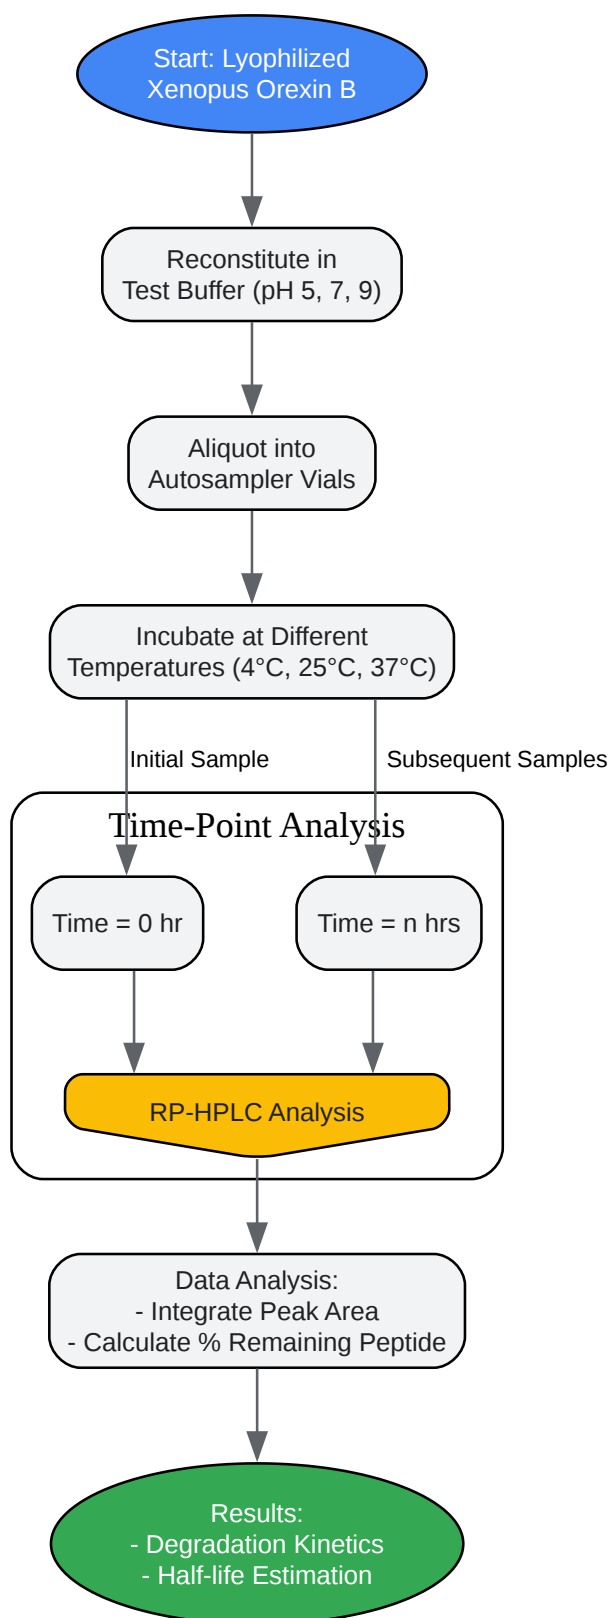 Start: Lyophilized
Xenopus Orexin B
Reconstitute in
Test Buffer (pH 5, 7, 9)
Aliquot into
Autosampler Vials
Incubate at Different
Temperatures (4°C, 25°C, 37°C)
Initial Sample
Subsequent Samples
Time-Point Analysis
Time = 0 hr
Time = n hrs
RP-HPLC Analysis
Data Analysis:
- Integrate Peak Area
- Calculate % Remaining Peptide
Results:
- Degradation Kinetics
- Half-life Estimation